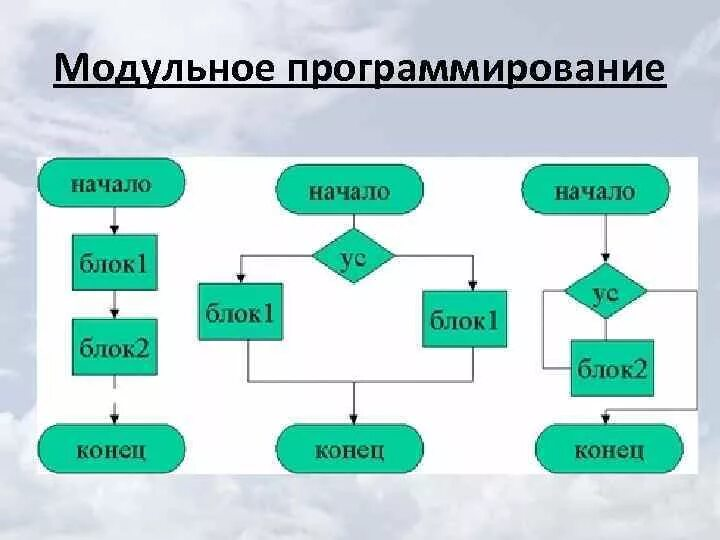 Модульное программирование
начало
блок1
блок2
конец
начало
ус
блок1
блок1
конец
начало
ус
блок2
конец